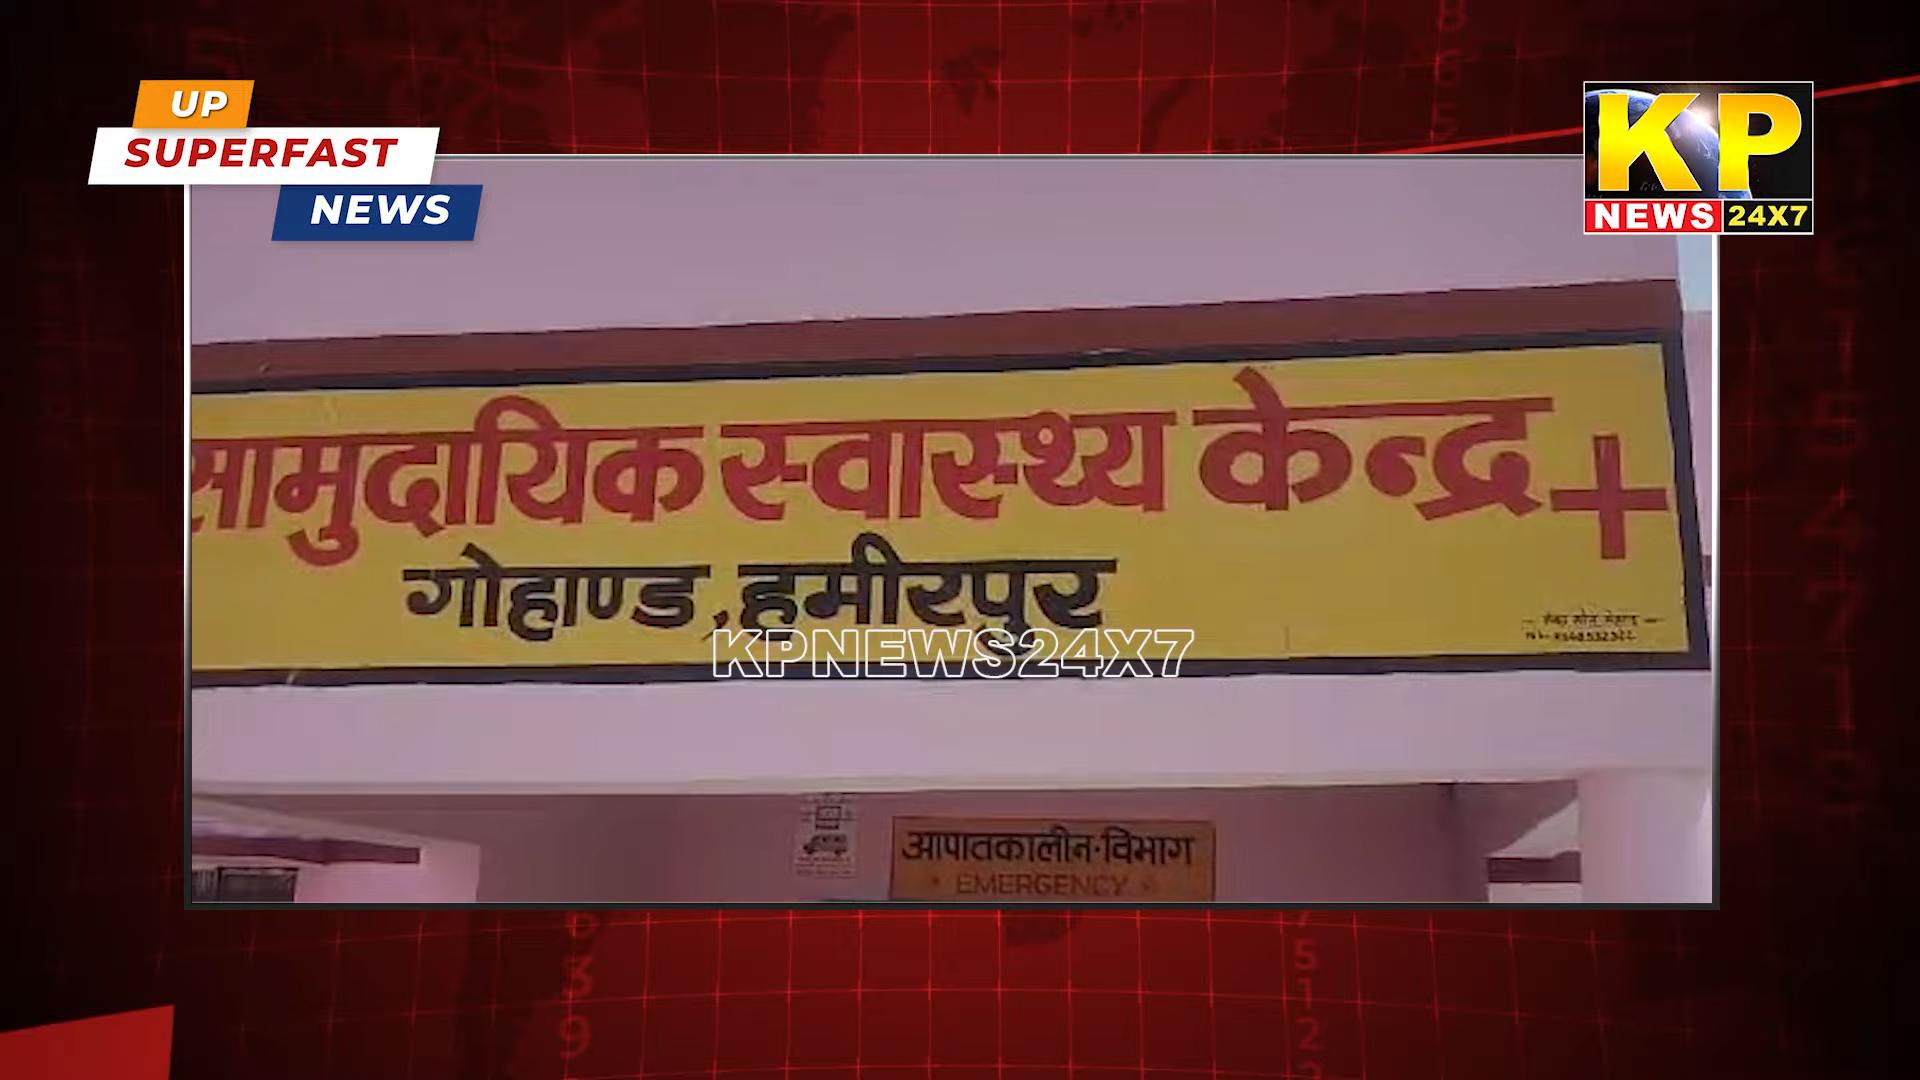 UP
SUPERFAST
NEWS
KP
NEWS 24X7
सामुदायिक स्वास्थ्य केन्द्र
गोहाण्ड, हमीरपुर
KPNEWS24X7
आपातकालीन विभाग
EMERGENCY